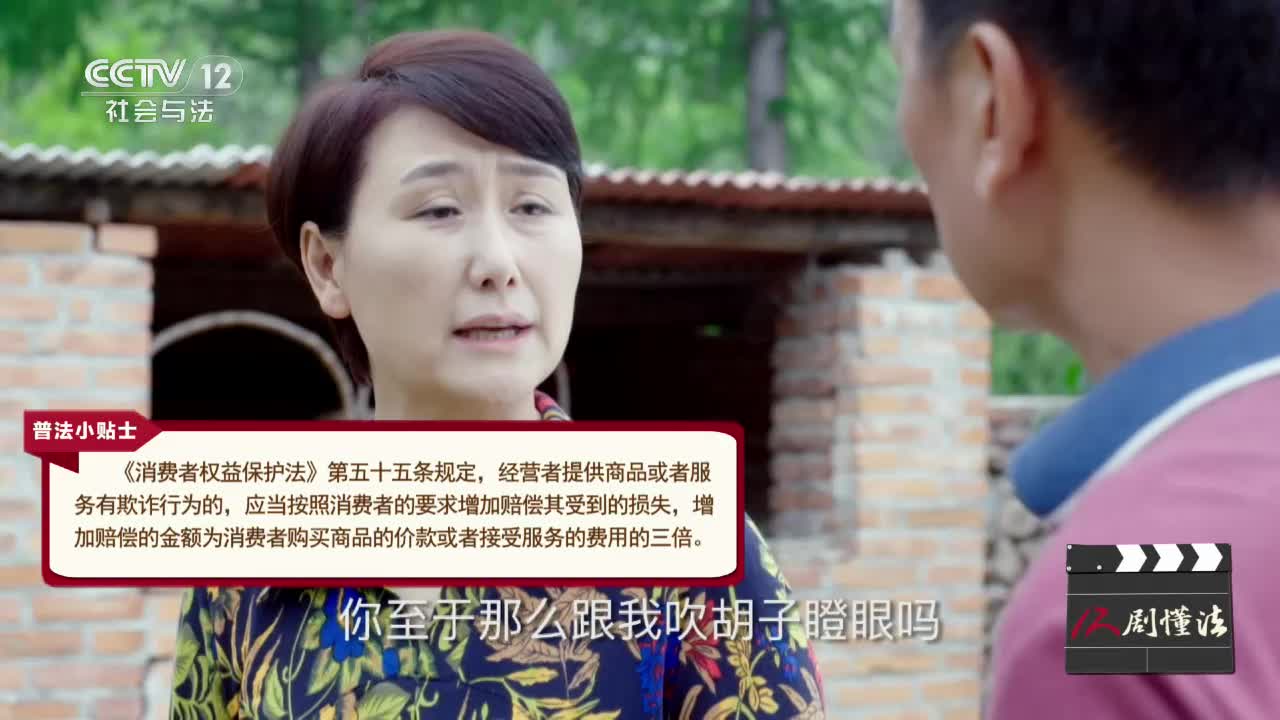 CCTV 12
社会与法
普法小贴士
《消费者权益保护法》第五十五条规定，经营者提供商品或者服
务有欺诈行为的，应当按照消费者的要求增加赔偿其受到的损失，增
加赔偿的金额为消费者购买商品的价款或者接受服务的费用的三倍。
你至于那么跟我吹胡子瞪眼吗
剧懂法